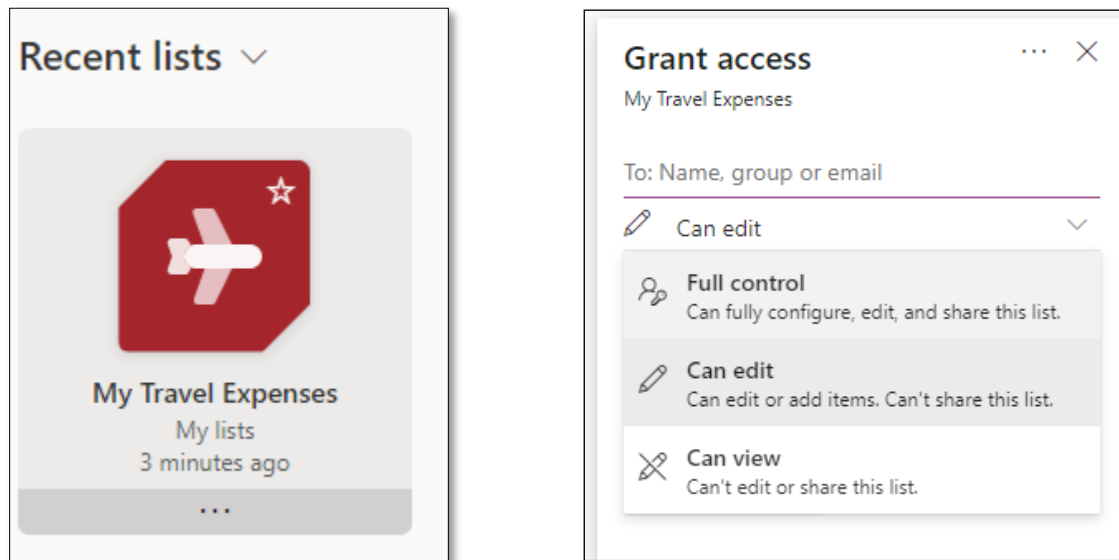 Recent lists
My Travel Expenses
My lists
3 minutes ago
...
Grant access
...
My Travel Expenses
To: Name, group or email
Can edit
Full control
Can fully configure, edit, and share this list.
Can edit
Can edit or add items. Can't share this list.
Can view
Can't edit or share this list.